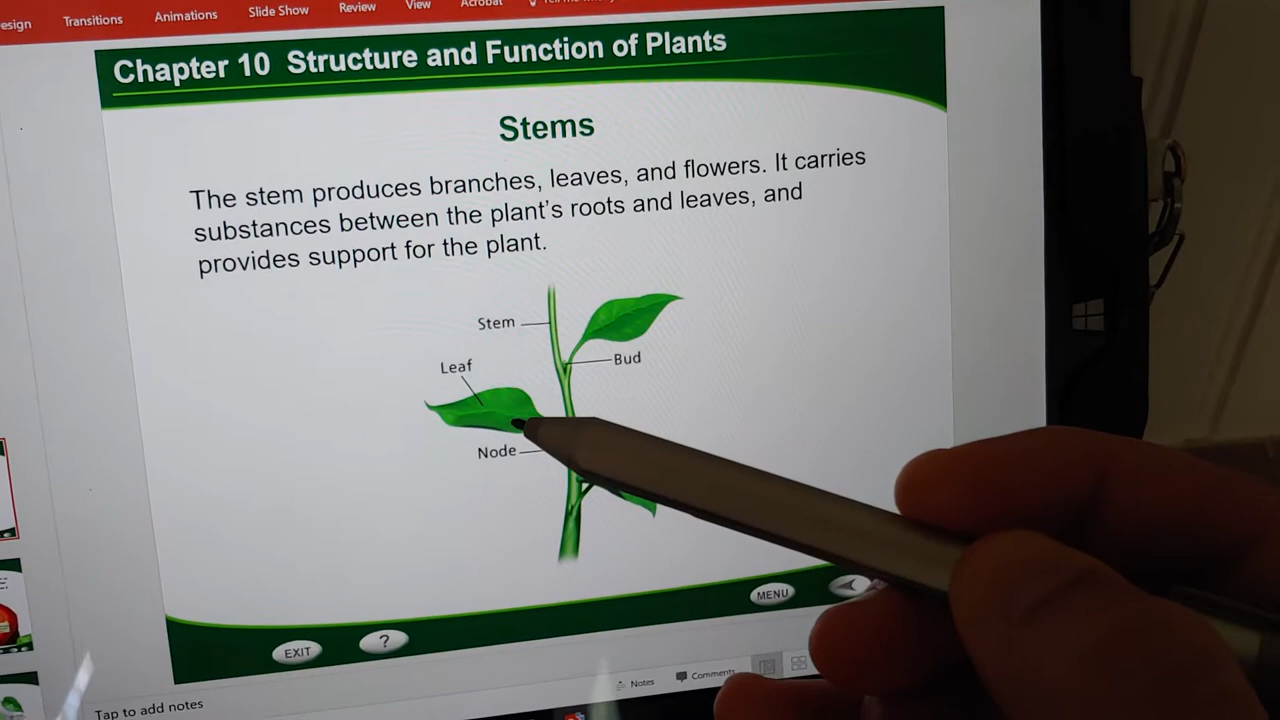 esign Transitions Animations Slide Show Review View Acrobat
Chapter 10 Structure and Function of Plants
Stems
The stem produces branches, leaves, and flowers. It carries
substances between the plant's roots and leaves, and
provides support for the plant.
Stem
Leaf
Bud
Node
MENU
EXIT ?
Notes Comments
Tap to add notes